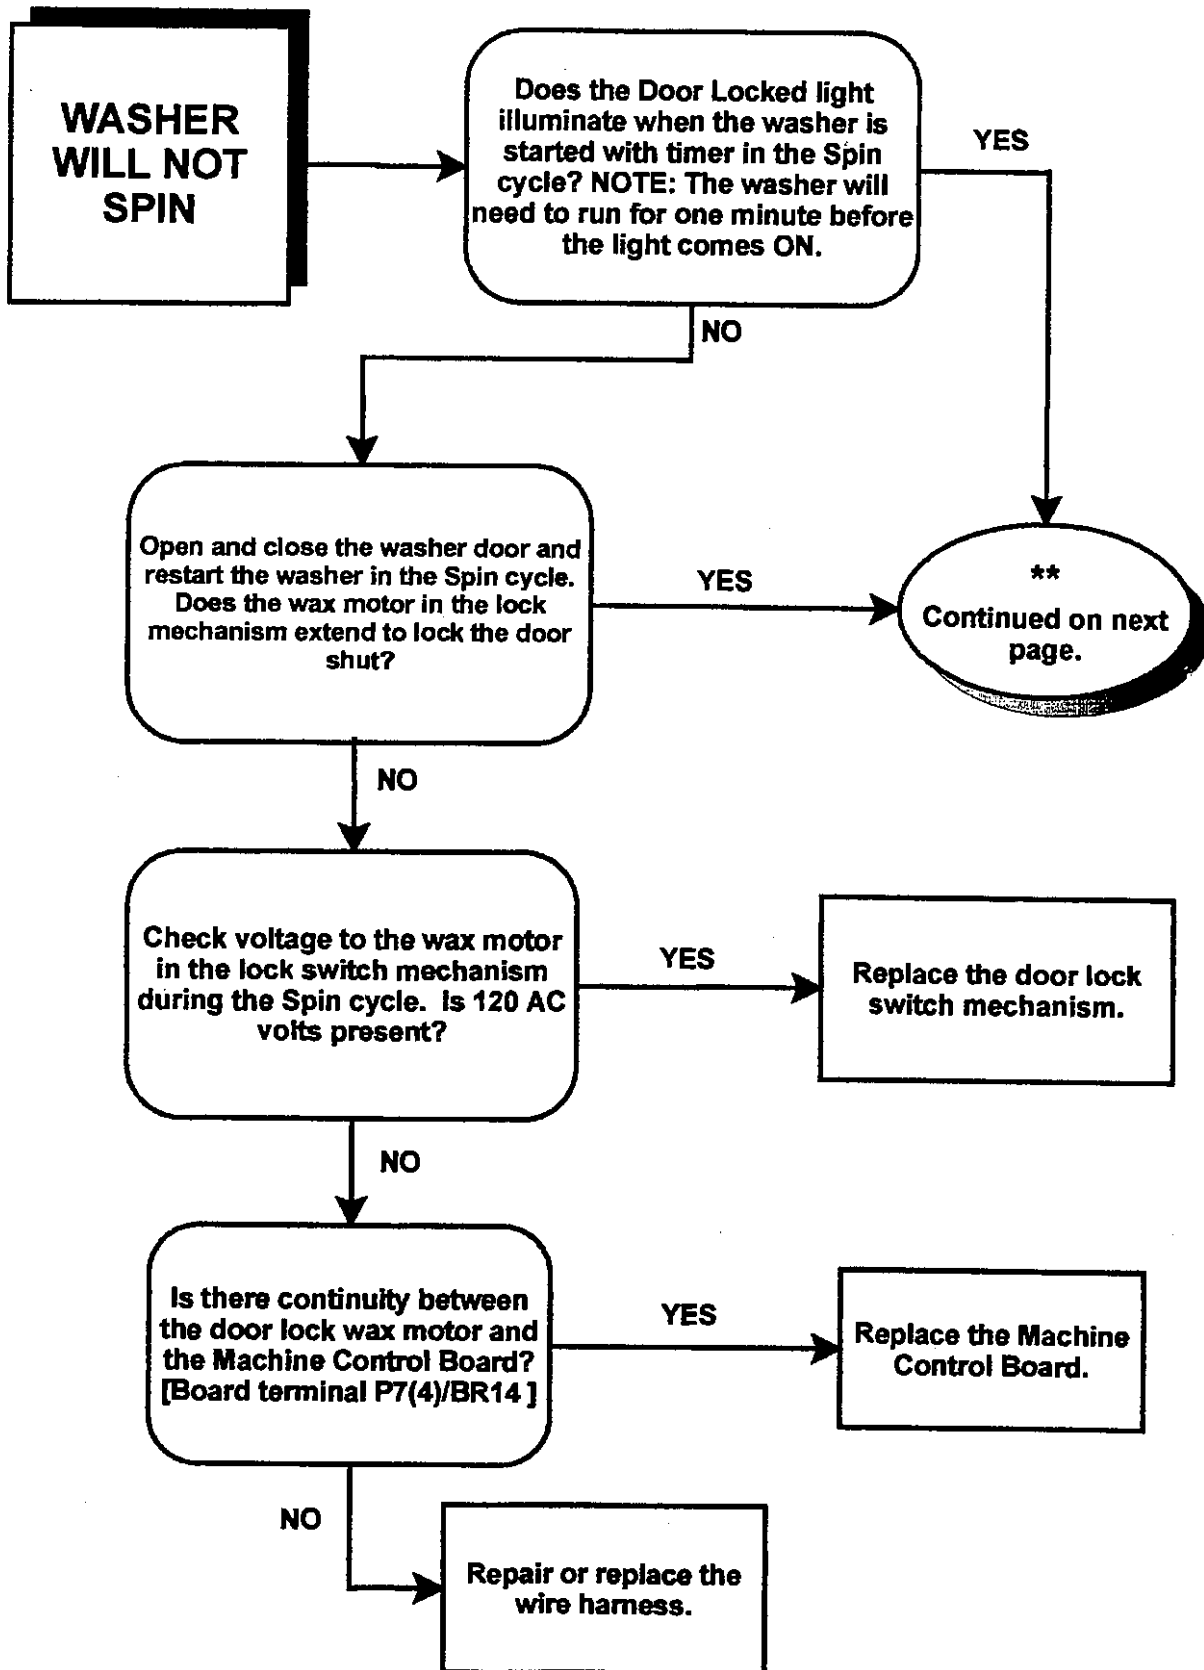 WASHER
WILL NOT
SPIN
Does the Door Locked light
illuminate when the washer is
started with timer in the Spin
cycle? NOTE: The washer will
need to run for one minute before
the light comes ON.
YES
NO
Open and close the washer door and
restart the washer in the Spin cycle.
Does the wax motor in the lock
mechanism extend to lock the door
shut?
YES
**
Continued on next
page.
NO
Check voltage to the wax motor
in the lock switch mechanism
during the Spin cycle. Is 120 AC
volts present?
YES
Replace the door lock
switch mechanism.
NO
Is there continuity between
the door lock wax motor and
the Machine Control Board?
[Board terminal P7(4)/BR14 ]
YES
Replace the Machine
Control Board.
NO
Repair or replace the
wire harness.